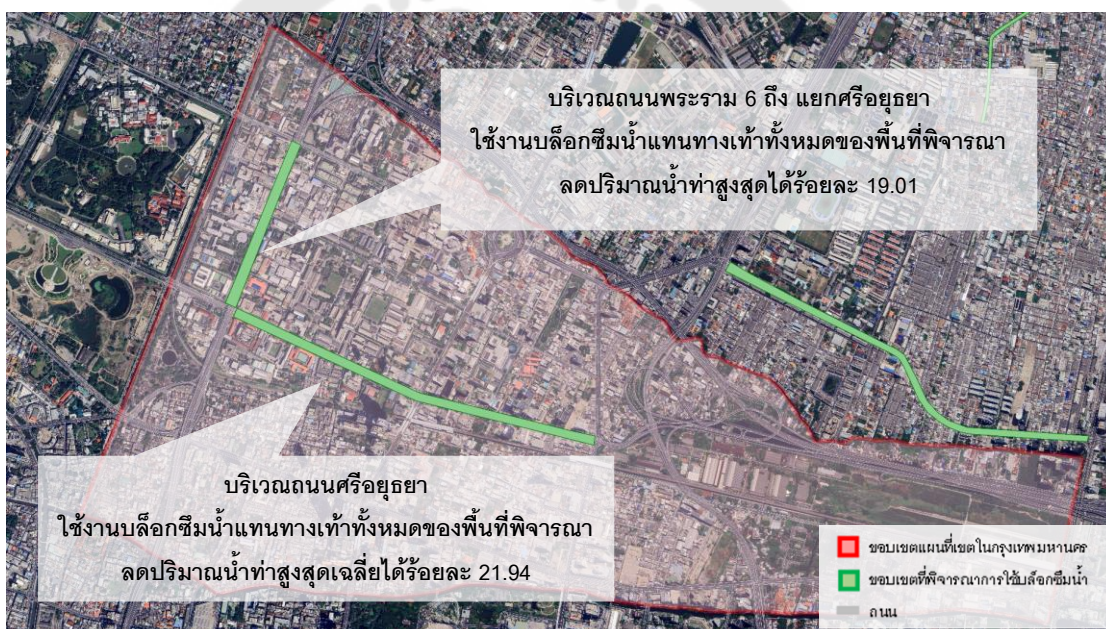 บริเวณถนนพระราม 6 ถึง แยกศรีอยุธยา
ใช้งานบล็อกซึมน้ำแทนทางเท้าทั้งหมดของพื้นที่พิจารณา
ลดปริมาณน้ำท่าสูงสุดได้ร้อยละ 19.01
บริเวณถนนศรีอยุธยา
ใช้งานบล็อกซึมน้ำแทนทางเท้าทั้งหมดของพื้นที่พิจารณา
ลดปริมาณน้ำท่าสูงสุดเฉลี่ยได้ร้อยละ 21.94
ขอบเขตแผนที่เขตในกรุงเทพมหานคร
ขอบเขตที่พิจารณาการใช้บล็อกซึมน้ำ
ถนน